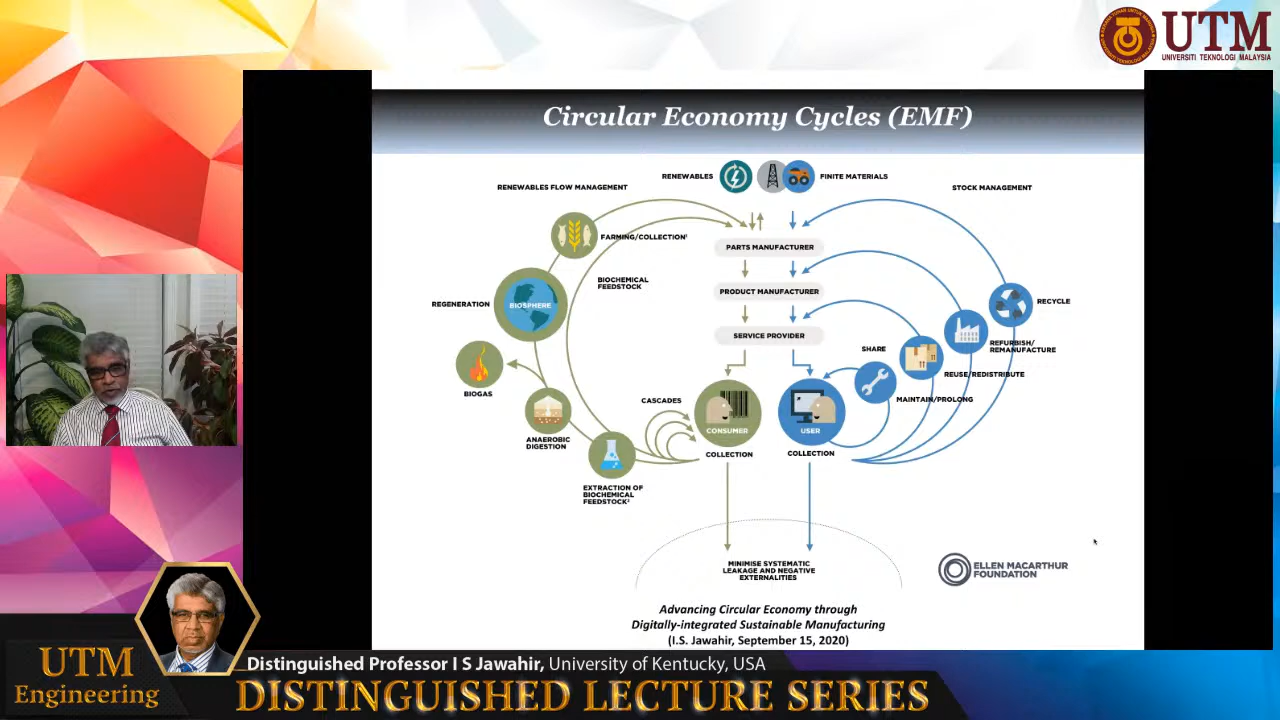 UTM
UNIVERSITI TEKNOLOGI MALAYSIA
Circular Economy Cycles (EMF)
RENEWABLES
FINITE MATERIALS
RENEWABLES FLOW MANAGEMENT
STOCK MANAGEMENT
FARMING/COLLECTION¹
PARTS MANUFACTURER
BIOCHEMICAL
FEEDSTOCK
PRODUCT MANUFACTURER
REGENERATION
BIOSPHERE
RECYCLE
SERVICE PROVIDER
SHARE
REFURBISH/
REMANUFACTURE
REUSE/REDISTRIBUTE
BIOGAS
CASCADES
MAINTAIN/PROLONG
CONSUMER
USER
ANAEROBIC
DIGESTION
COLLECTION
COLLECTION
EXTRACTION OF
BIOCHEMICAL
FEEDSTOCK²
MINIMISE SYSTEMATIC
LEAKAGE AND NEGATIVE
EXTERNALITIES
ELLEN MACARTHUR
FOUNDATION
Advancing Circular Economy through
Digitally-integrated Sustainable Manufacturing
(I.S. Jawahir, September 15, 2020)
UTM
Engineering
Distinguished Professor I S Jawahir, University of Kentucky, USA
DISTINGUISHED LECTURE SERIES